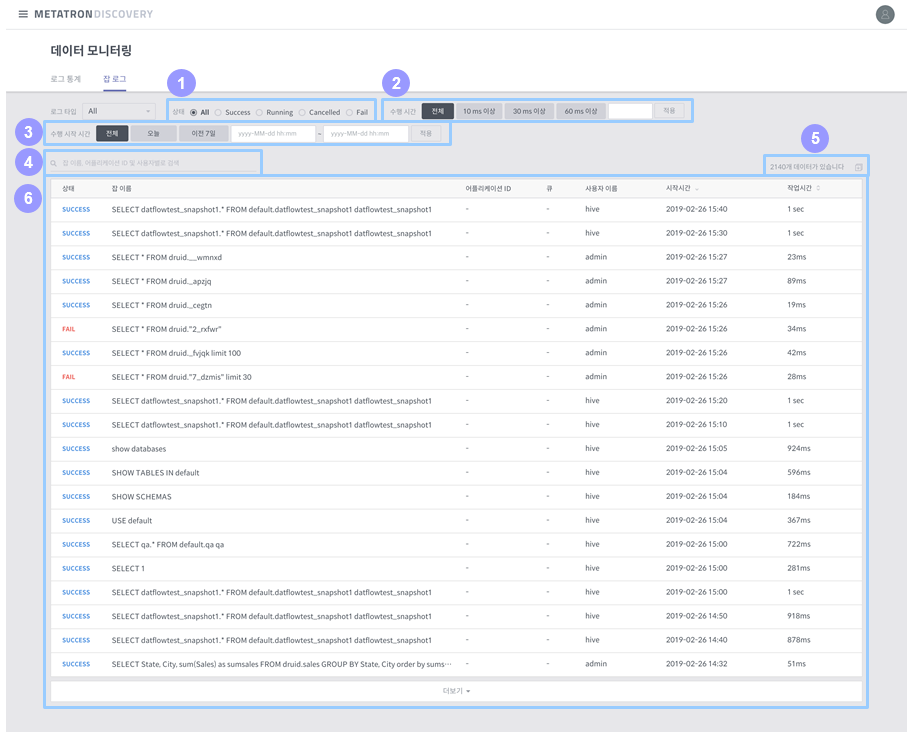 METATRON DISCOVERY
데이터 모니터링
로그 통계 잡 로그
1 2
로그 타입 All 상태 All Success Running Cancelled Fail 수행 시간 전체 10 ms 이상 30 ms 이상 60 ms 이상 적용
3 수행 시작 시간 전체 오늘 이전 7일 yyyy-MM-dd hh:mm ~ yyyy-MM-dd hh:mm 적용
5
4 잡 이름, 어플리케이션 ID 및 사용자별로 검색 2140개 데이터가 있습니다
6 상태 잡 이름 어플리케이션 ID 큐 사용자 이름 시작시간 작업시간
SUCCESS SELECT datflowtest_snapshot1.* FROM default.datflowtest_snapshot1 datflowtest_snapshot1 - - hive 2019-02-26 15:40 1 sec
SUCCESS SELECT datflowtest_snapshot1.* FROM default.datflowtest_snapshot1 datflowtest_snapshot1 - - hive 2019-02-26 15:30 1 sec
SUCCESS SELECT * FROM druid.__wmnxd - - admin 2019-02-26 15:27 23ms
SUCCESS SELECT * FROM druid._apzjq - - admin 2019-02-26 15:27 89ms
SUCCESS SELECT * FROM druid._cegtn - - admin 2019-02-26 15:26 19ms
FAIL SELECT * FROM druid."2_rxfwr" - - admin 2019-02-26 15:26 34ms
SUCCESS SELECT * FROM druid._fvjqk limit 100 - - admin 2019-02-26 15:26 42ms
FAIL SELECT * FROM druid."7_dzmis" limit 30 - - admin 2019-02-26 15:26 28ms
SUCCESS SELECT datflowtest_snapshot1.* FROM default.datflowtest_snapshot1 datflowtest_snapshot1 - - hive 2019-02-26 15:20 1 sec
SUCCESS SELECT datflowtest_snapshot1.* FROM default.datflowtest_snapshot1 datflowtest_snapshot1 - - hive 2019-02-26 15:10 1 sec
SUCCESS show databases - - hive 2019-02-26 15:05 924ms
SUCCESS SHOW TABLES IN default - - hive 2019-02-26 15:04 596ms
SUCCESS SHOW SCHEMAS - - hive 2019-02-26 15:04 184ms
SUCCESS USE default - - hive 2019-02-26 15:04 367ms
SUCCESS SELECT qa.* FROM default.qa qa - - hive 2019-02-26 15:00 722ms
SUCCESS SELECT 1 - - hive 2019-02-26 15:00 281ms
SUCCESS SELECT datflowtest_snapshot1.* FROM default.datflowtest_snapshot1 datflowtest_snapshot1 - - hive 2019-02-26 15:00 1 sec
SUCCESS SELECT datflowtest_snapshot1.* FROM default.datflowtest_snapshot1 datflowtest_snapshot1 - - hive 2019-02-26 14:50 918ms
SUCCESS SELECT datflowtest_snapshot1.* FROM default.datflowtest_snapshot1 datflowtest_snapshot1 - - hive 2019-02-26 14:40 878ms
SUCCESS SELECT State, City, sum(Sales) as sumsales FROM druid.sales GROUP BY State, City order by sums··· - - admin 2019-02-26 14:32 51ms
더보기